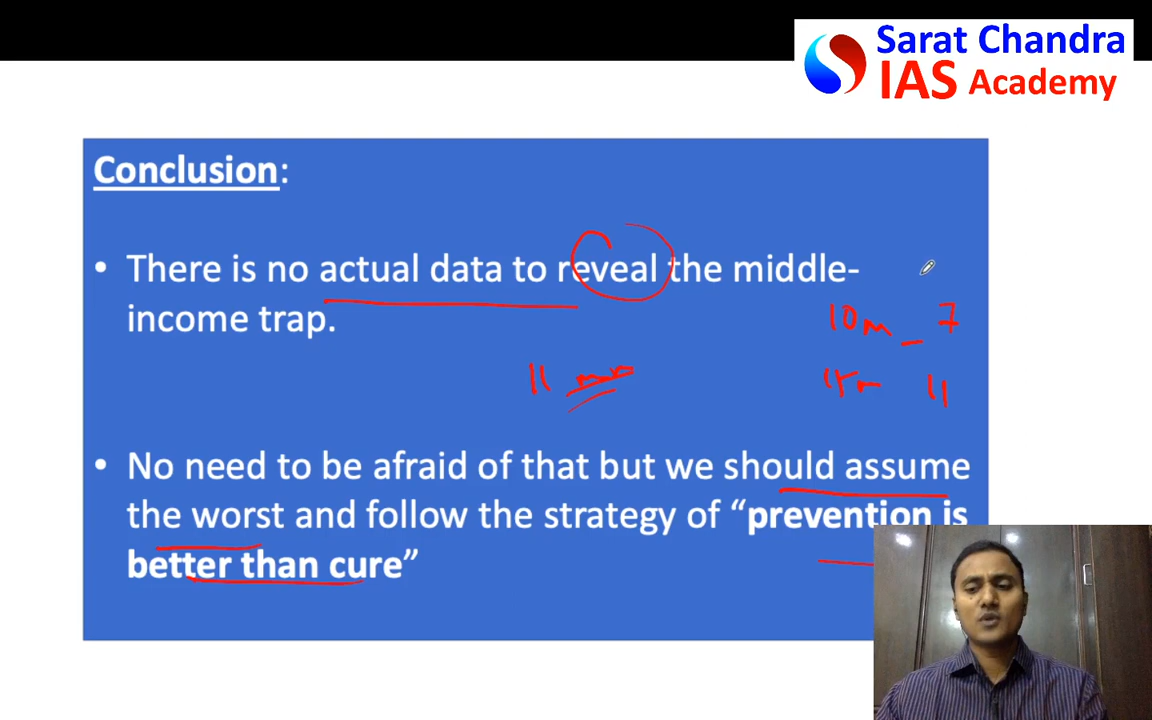 Sarat Chandra
IAS Academy
Conclusion:
• There is no actual data to reveal the middle-
income trap.
10m - 7
15m 11
11 min
• No need to be afraid of that but we should assume
the worst and follow the strategy of “prevention is
better than cure”